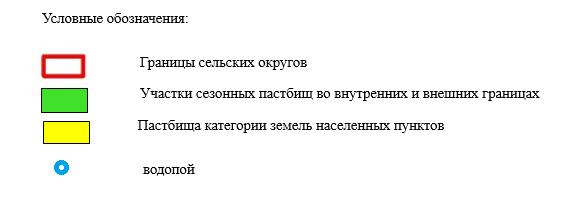 Условные обозначения:
Границы сельских округов
Участки сезонных пастбищ во внутренних и внешних границах
Пастбища категории земель населенных пунктов
водопой